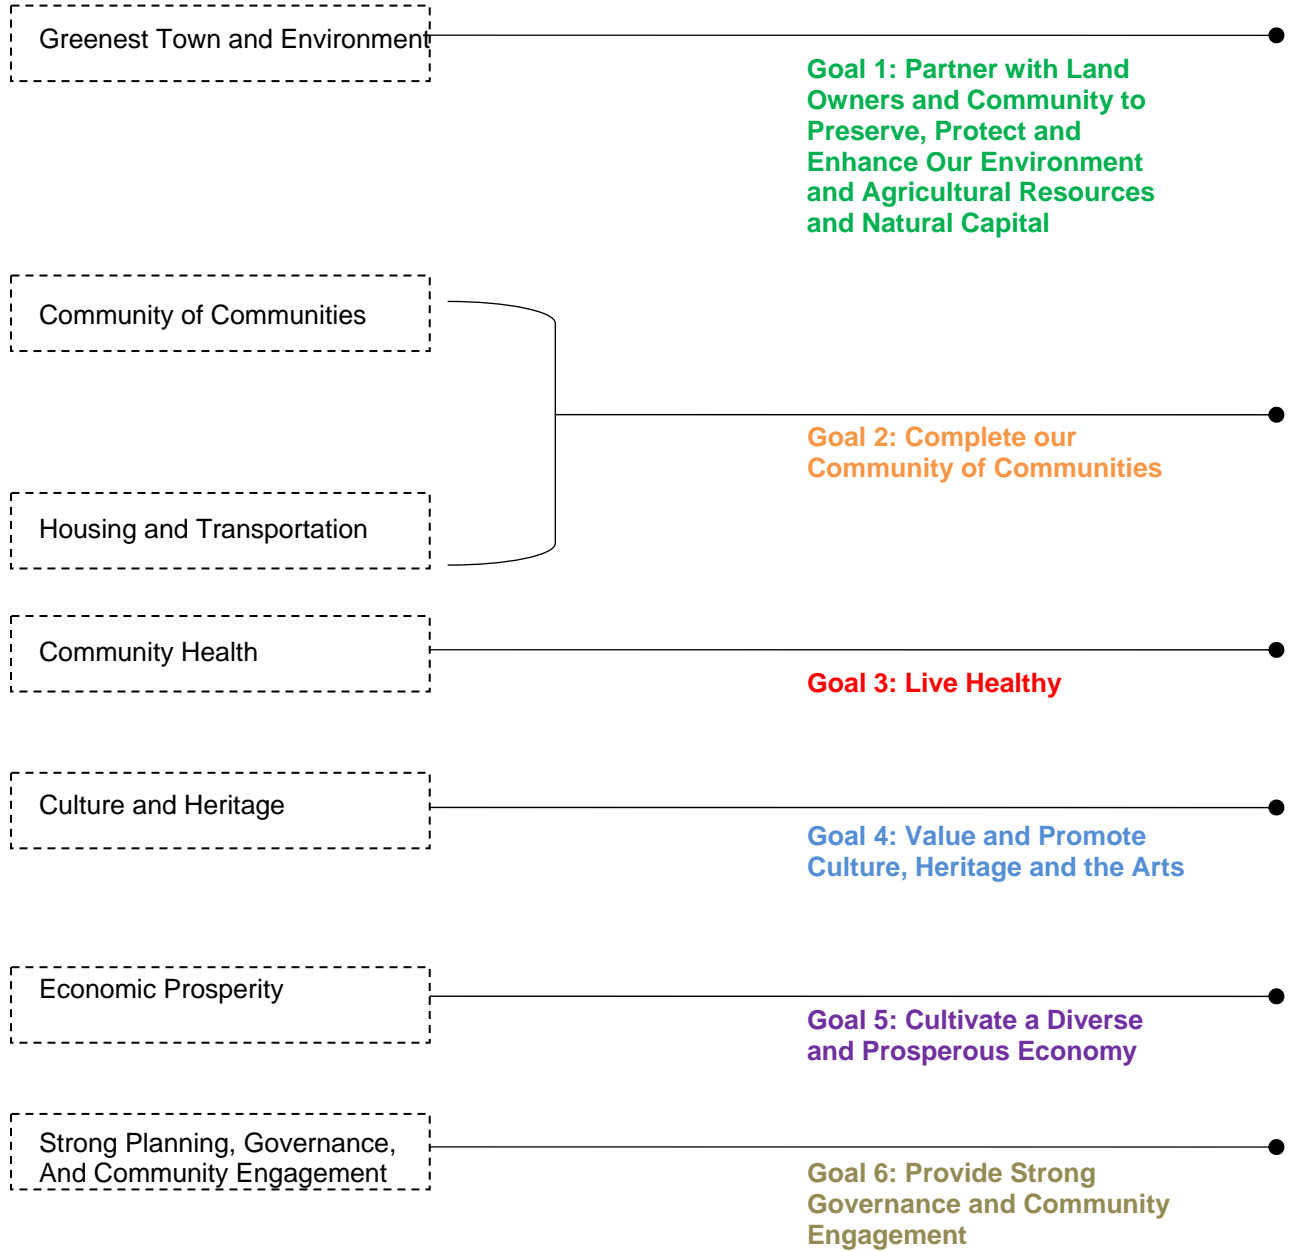 Greenest Town and Environment
Goal 1: Partner with Land
Owners and Community to
Preserve, Protect and
Enhance Our Environment
and Agricultural Resources
and Natural Capital
Community of Communities
Goal 2: Complete our
Community of Communities
Housing and Transportation
Community Health
Goal 3: Live Healthy
Culture and Heritage
Goal 4: Value and Promote
Culture, Heritage and the Arts
Economic Prosperity
Goal 5: Cultivate a Diverse
and Prosperous Economy
Strong Planning, Governance,
And Community Engagement
Goal 6: Provide Strong
Governance and Community
Engagement